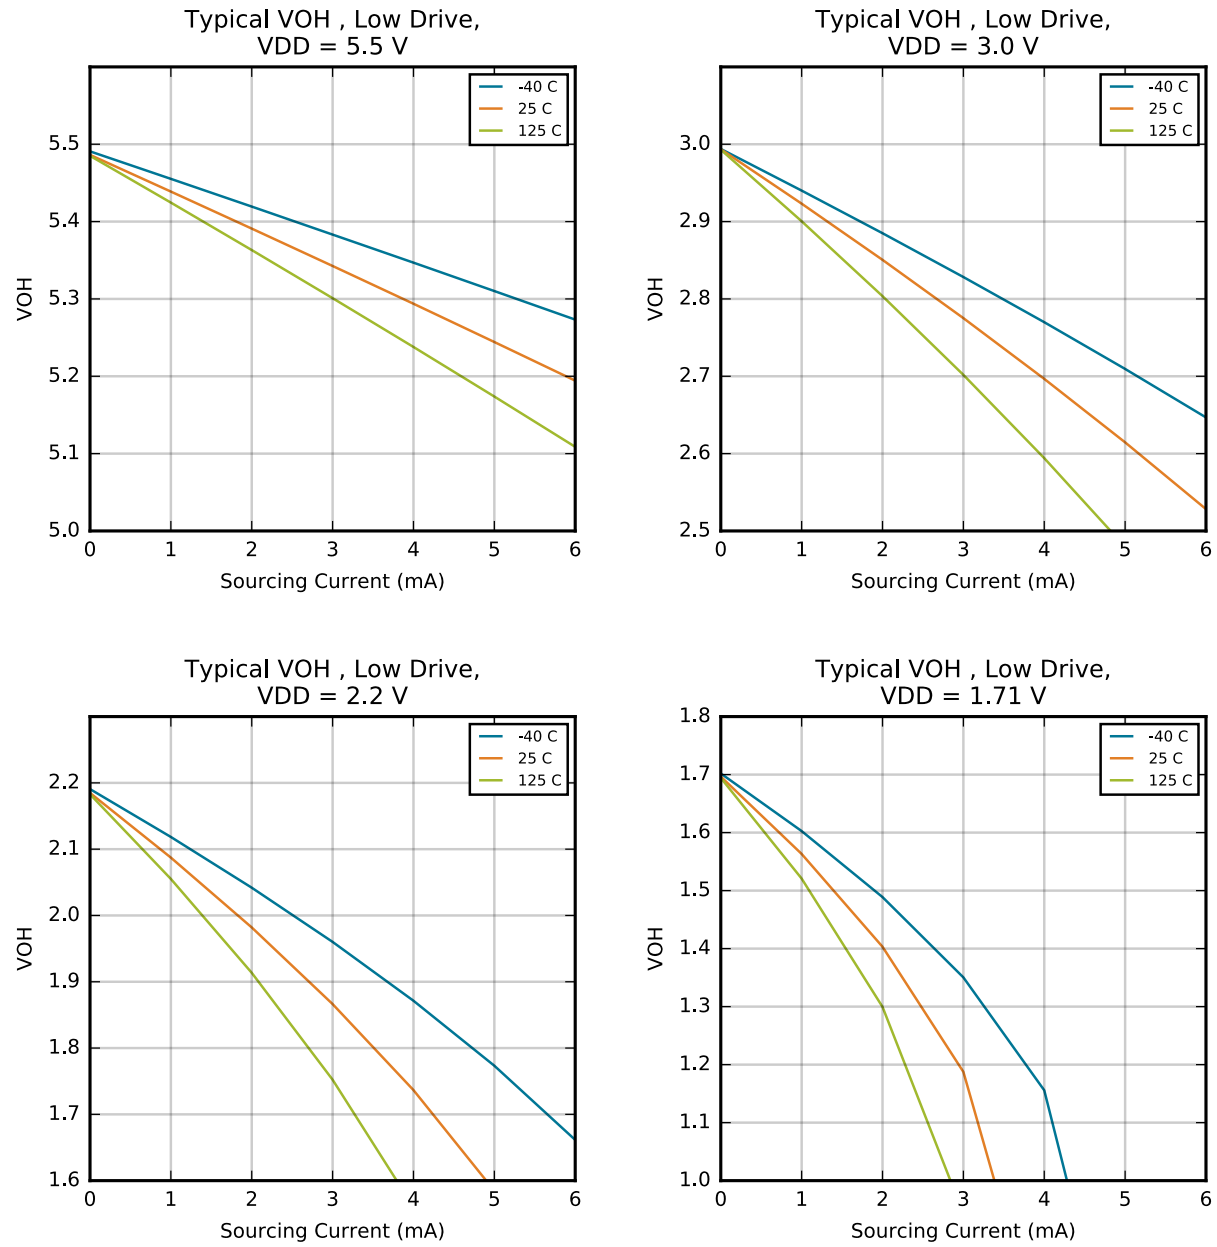 Typical VOH , Low Drive,
VDD = 5.5 V
-40 C
25 C
125 C
5.5
5.4
5.3
5.2
5.1
5.0
VOH
0 1 2 3 4 5 6
Sourcing Current (mA)
Typical VOH , Low Drive,
VDD = 3.0 V
-40 C
25 C
125 C
3.0
2.9
2.8
2.7
2.6
2.5
VOH
0 1 2 3 4 5 6
Sourcing Current (mA)
Typical VOH , Low Drive,
VDD = 2.2 V
-40 C
25 C
125 C
2.2
2.1
2.0
1.9
1.8
1.7
1.6
VOH
0 1 2 3 4 5 6
Sourcing Current (mA)
Typical VOH , Low Drive,
VDD = 1.71 V
-40 C
25 C
125 C
1.8
1.7
1.6
1.5
1.4
1.3
1.2
1.1
1.0
VOH
0 1 2 3 4 5 6
Sourcing Current (mA)